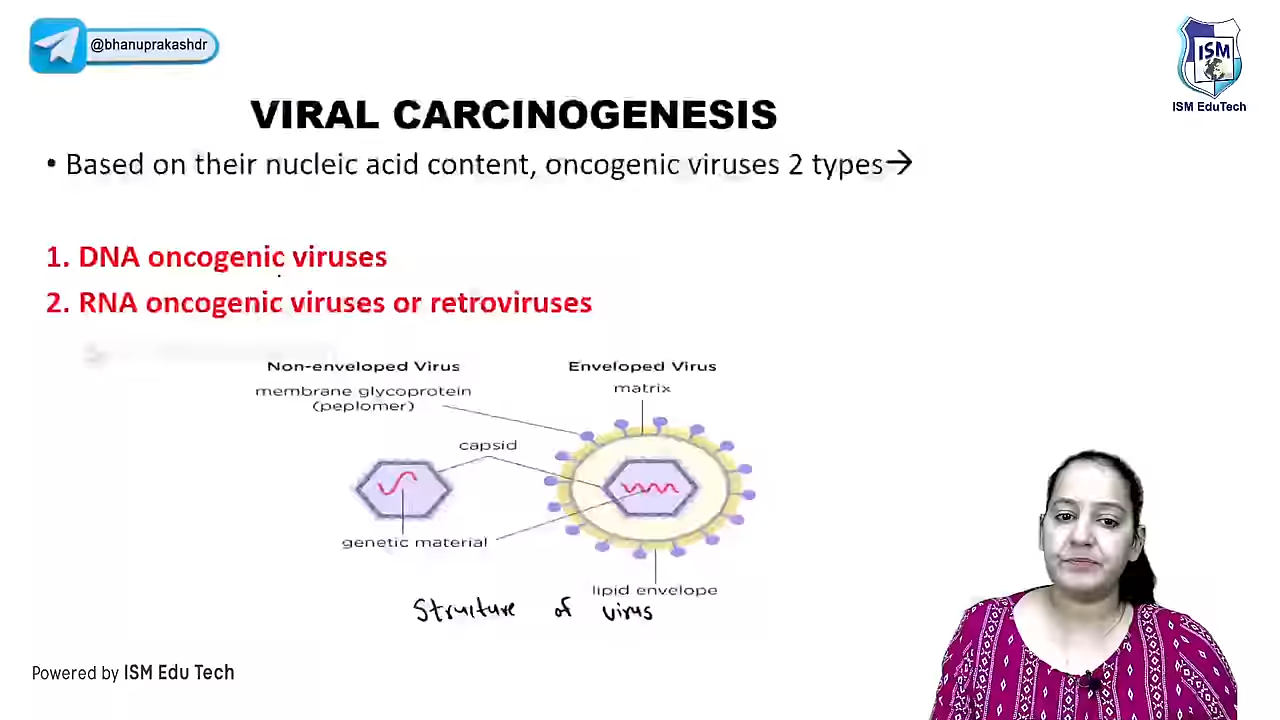 @bhanuprakashdr
ISM
ISM EduTech
VIRAL CARCINOGENESIS
• Based on their nucleic acid content, oncogenic viruses 2 types→
1. DNA oncogenic viruses
2. RNA oncogenic viruses or retroviruses
Non-enveloped Virus
membrane glycoprotein
(peplomer)
capsid
genetic material
Enveloped Virus
matrix
lipid envelope
Structure of virus
Powered by ISM Edu Tech